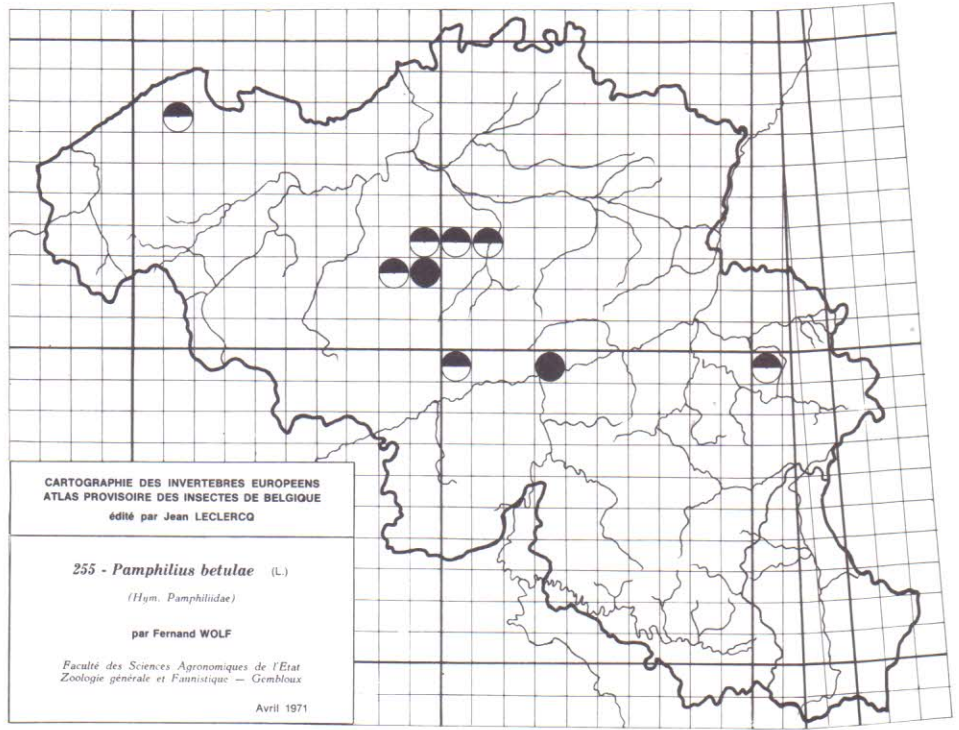 CARTOGRAPHIE DES INVERTEBRES EUROPEENS
ATLAS PROVISOIRE DES INSECTES DE BELGIQUE
édité par Jean LECLERCQ
255 - Pamphilius betulae (L.)
(Hym. Pamphiliidae)
par Fernand WOLF
Faculté des Sciences Agronomiques de l'Etat
Zoologie générale et Faunistique — Gembloux
Avril 1971